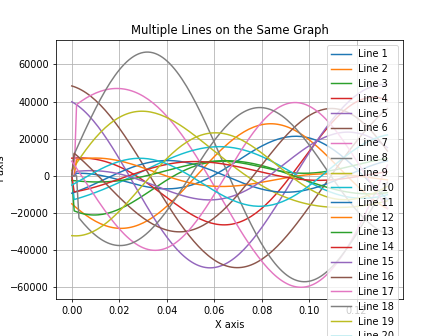 Multiple Lines on the Same Graph
60000
40000
20000
0
−20000
−40000
−60000
0.00
0.02
0.04
0.06
0.08
0.10
X axis
Line 1
Line 2
Line 3
Line 4
Line 5
Line 6
Line 7
Line 8
Line 9
Line 10
Line 11
Line 12
Line 13
Line 14
Line 15
Line 16
Line 17
Line 18
Line 19
Line 20